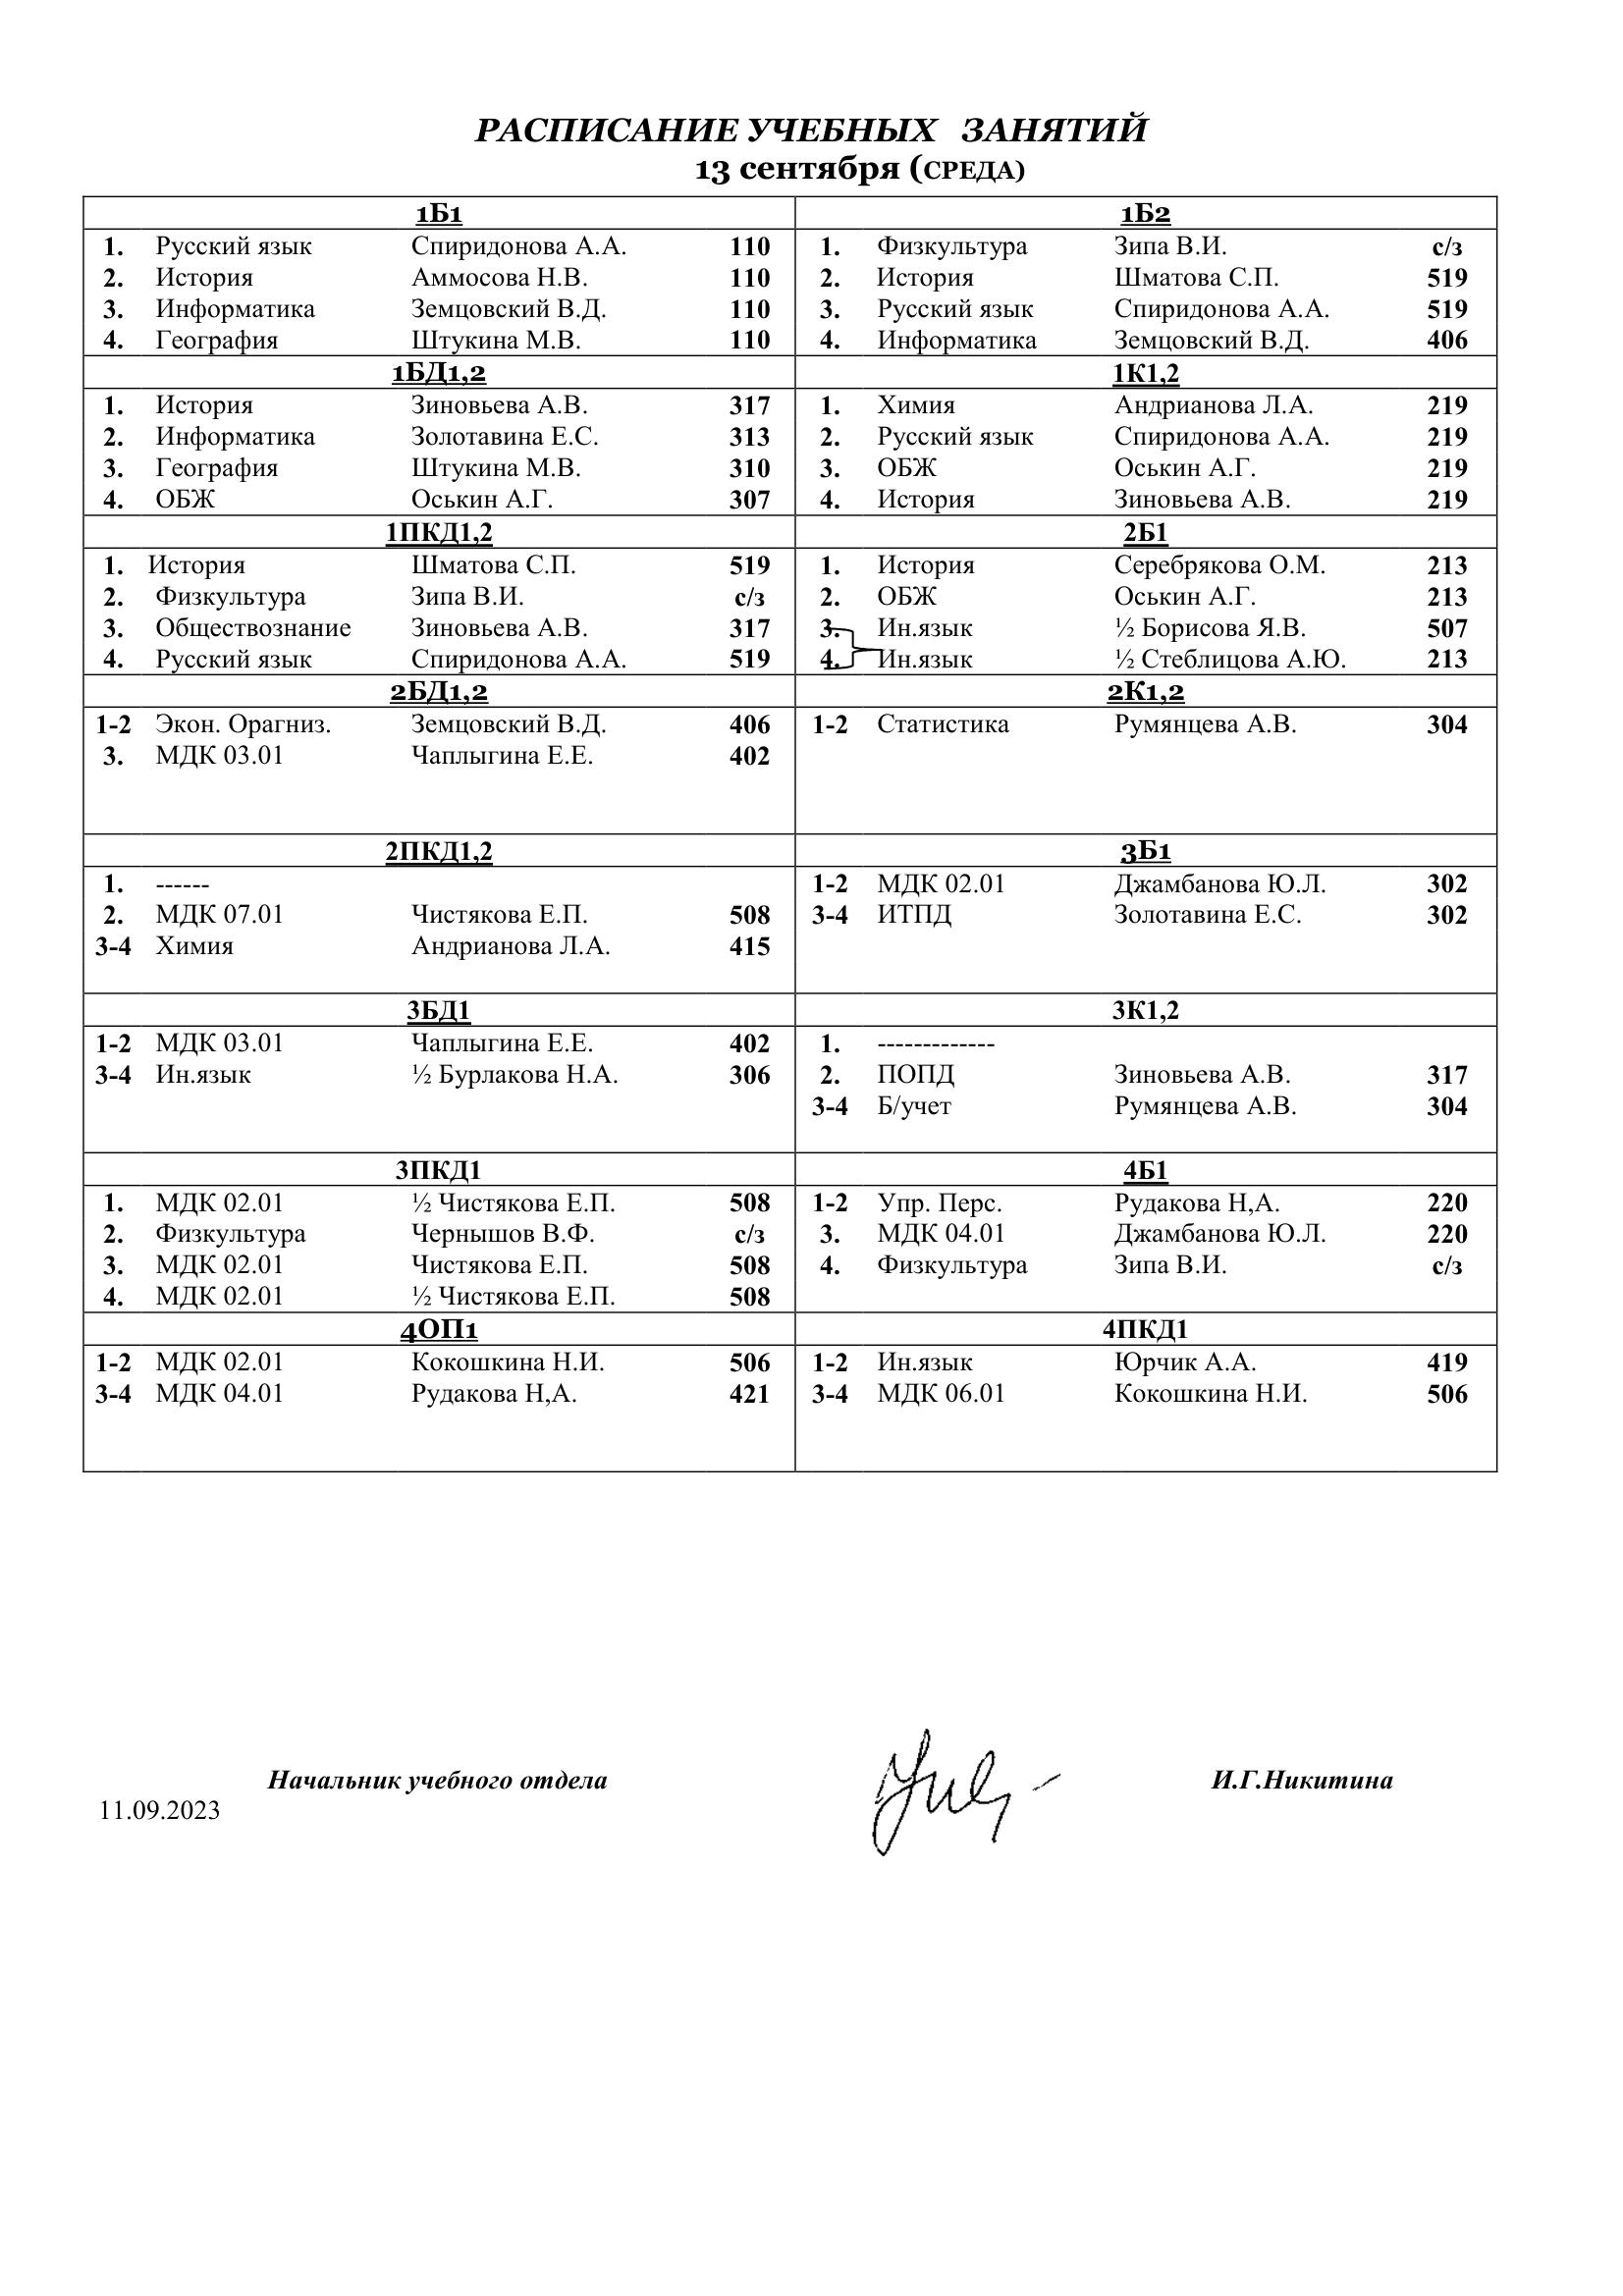 РАСПИСАНИЕ УЧЕБНЫХ ЗАНЯТИЙ
13 сентября (СРЕДА)
1Б1
1. Русский язык Спиридонова А.А. 110
2. История Аммосова Н.В. 110
3. Информатика Земцовский В.Д. 110
4. География Штукина М.В. 110
1Б2
1. Физкультура Зипа В.И. с/з
2. История Шматова С.П. 519
3. Русский язык Спиридонова А.А. 519
4. Информатика Земцовский В.Д. 406
1БД1,2
1. История Зиновьева А.В. 317
2. Информатика Золотавина Е.С. 313
3. География Штукина М.В. 310
4. ОБЖ Оськин А.Г. 307
1К1,2
1. Химия Андрианова Л.А. 219
2. Русский язык Спиридонова А.А. 219
3. ОБЖ Оськин А.Г. 219
4. История Зиновьева А.В. 219
1ПКД1,2
1. История Шматова С.П. 519
2. Физкультура Зипа В.И. с/з
3. Обществознание Зиновьева А.В. 317
4. Русский язык Спиридонова А.А. 519
2Б1
1. История Серебрякова О.М. 213
2. ОБЖ Оськин А.Г. 213
3. Ин.язык ½ Борисова Я.В. 507
4. Ин.язык ½ Стеблицова А.Ю. 213
2БД1,2
1-2 Экон. Орагниз. Земцовский В.Д. 406
3. МДК 03.01 Чаплыгина Е.Е. 402
2К1,2
1-2 Статистика Румянцева А.В. 304
2ПКД1,2
1. ------
2. МДК 07.01 Чистякова Е.П. 508
3-4 Химия Андрианова Л.А. 415
3Б1
1-2 МДК 02.01 Джамбанова Ю.Л. 302
3-4 ИТПД Золотавина Е.С. 302
3БД1
1-2 МДК 03.01 Чаплыгина Е.Е. 402
3-4 Ин.язык ½ Бурлакова Н.А. 306
3К1,2
1. -------------
2. ПОПД Зиновьева А.В. 317
3-4 Б/учет Румянцева А.В. 304
3ПКД1
1. МДК 02.01 ½ Чистякова Е.П. 508
2. Физкультура Чернышов В.Ф. с/з
3. МДК 02.01 Чистякова Е.П. 508
4. МДК 02.01 ½ Чистякова Е.П. 508
4Б1
1-2 Упр. Перс. Рудакова Н,А. 220
3. МДК 04.01 Джамбанова Ю.Л. 220
4. Физкультура Зипа В.И. с/з
4ОП1
1-2 МДК 02.01 Кокошкина Н.И. 506
3-4 МДК 04.01 Рудакова Н,А. 421
4ПКД1
1-2 Ин.язык Юрчик А.А. 419
3-4 МДК 06.01 Кокошкина Н.И. 506
Начальник учебного отдела И.Г.Никитина
11.09.2023